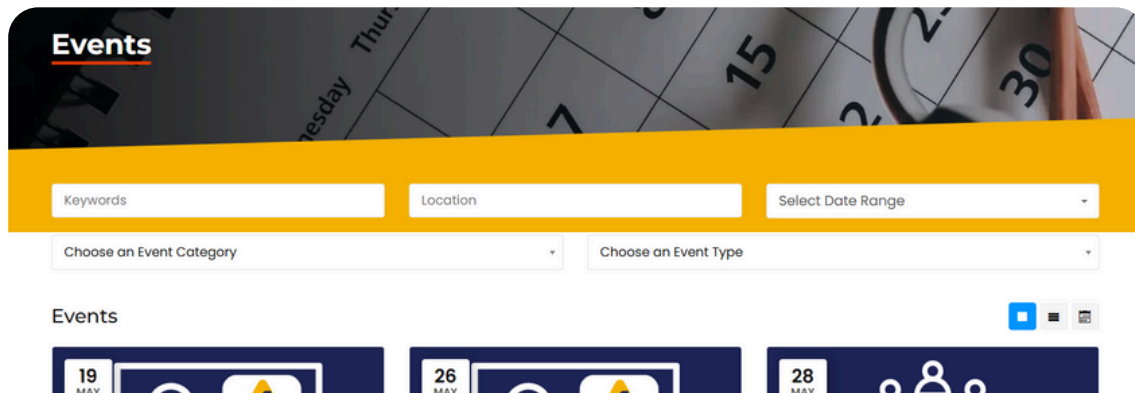 Events
Thur
nesday
15
30
7
Keywords
Location
Select Date Range
Choose an Event Category
Choose an Event Type
Events
19
MAY
26
MAY
28
MAY